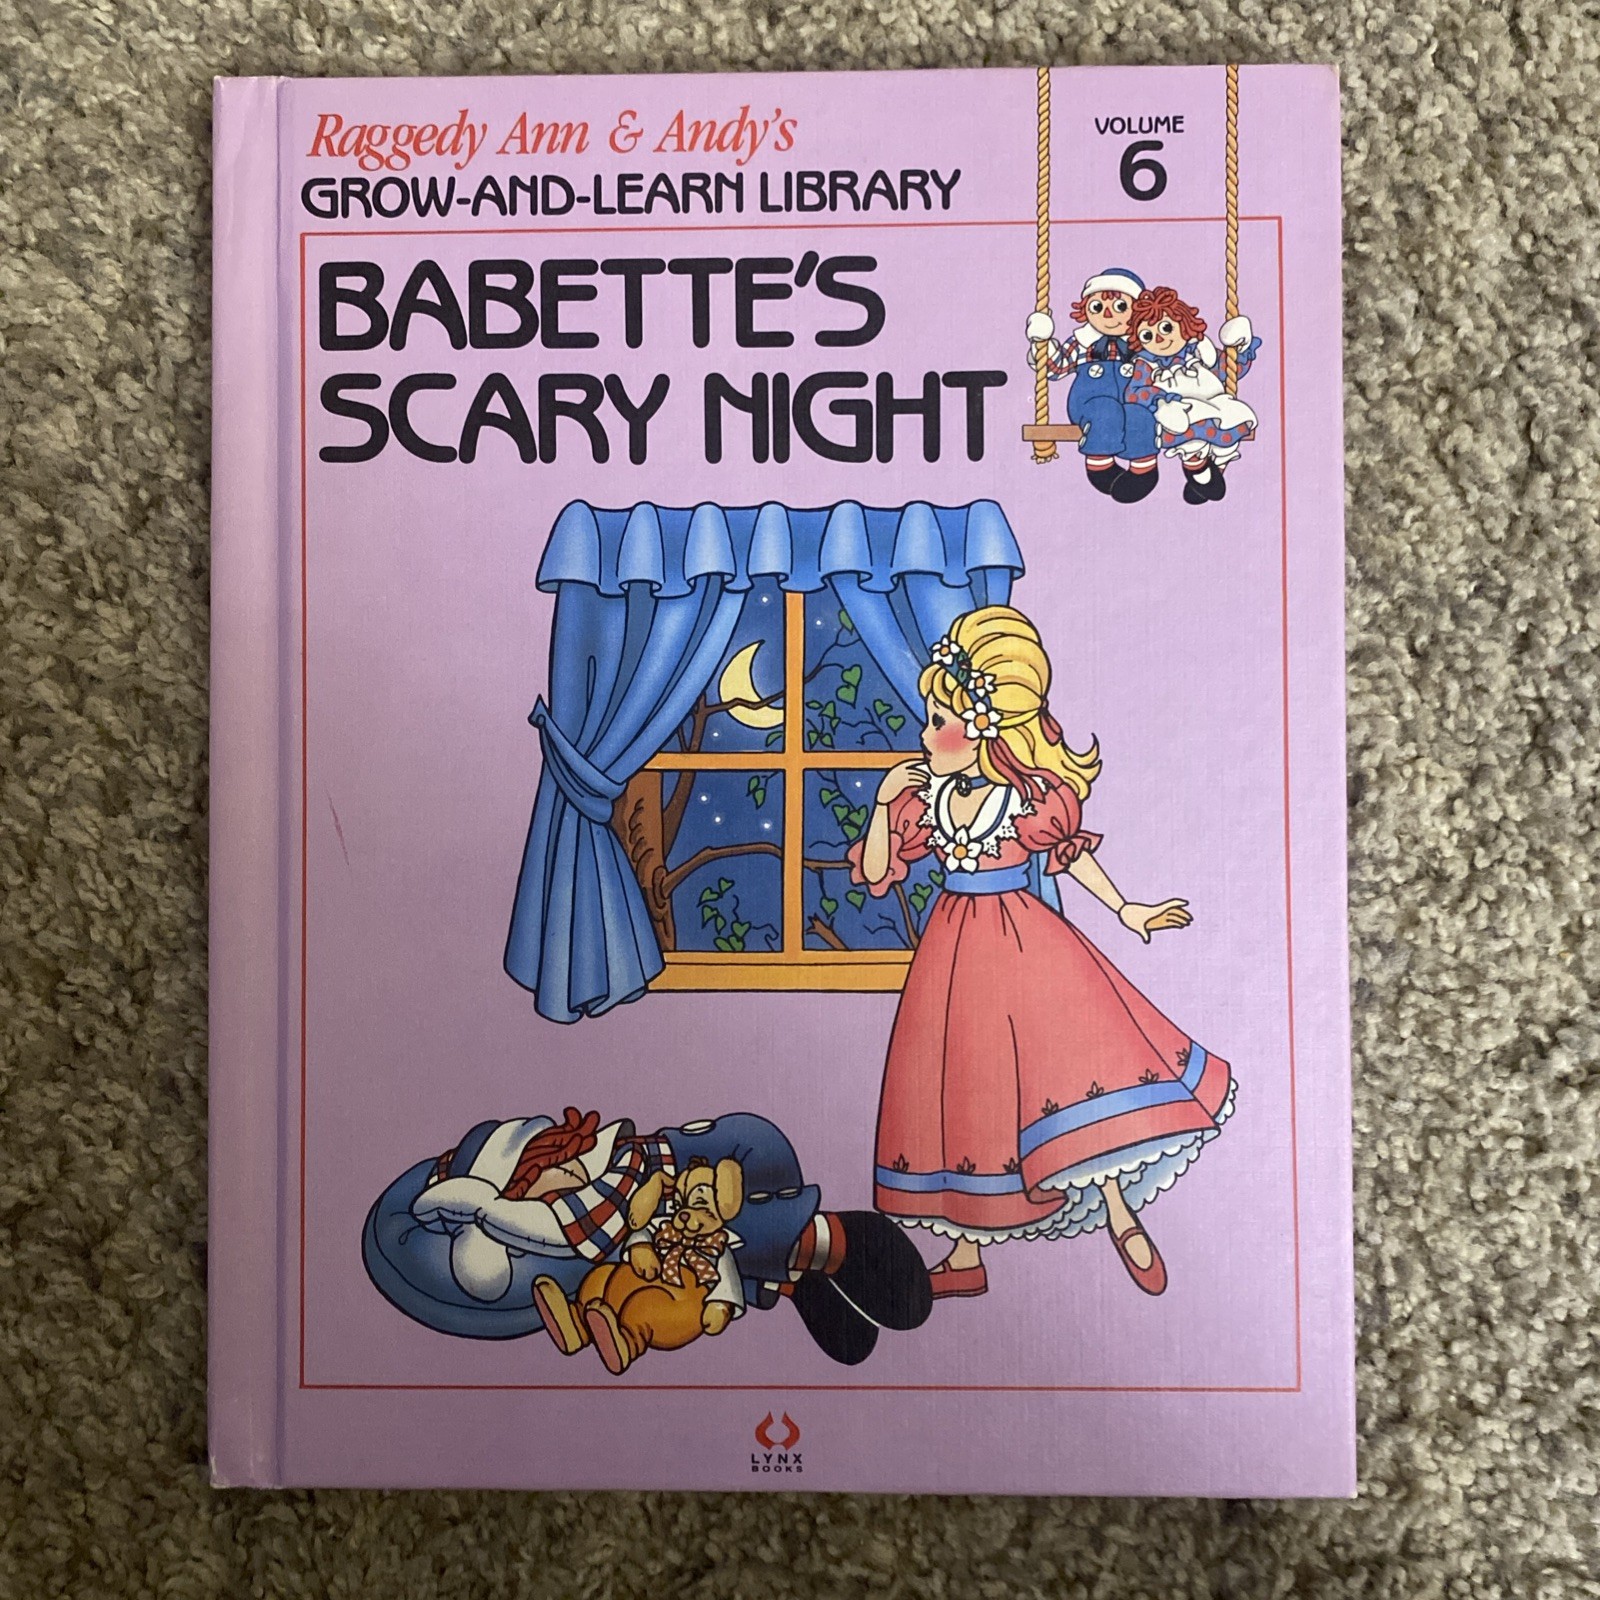 Raggedy Ann & Andy's
GROW-AND-LEARN LIBRARY
VOLUME
6
BABETTE'S
SCARY NIGHT
LYNX
BOOKS